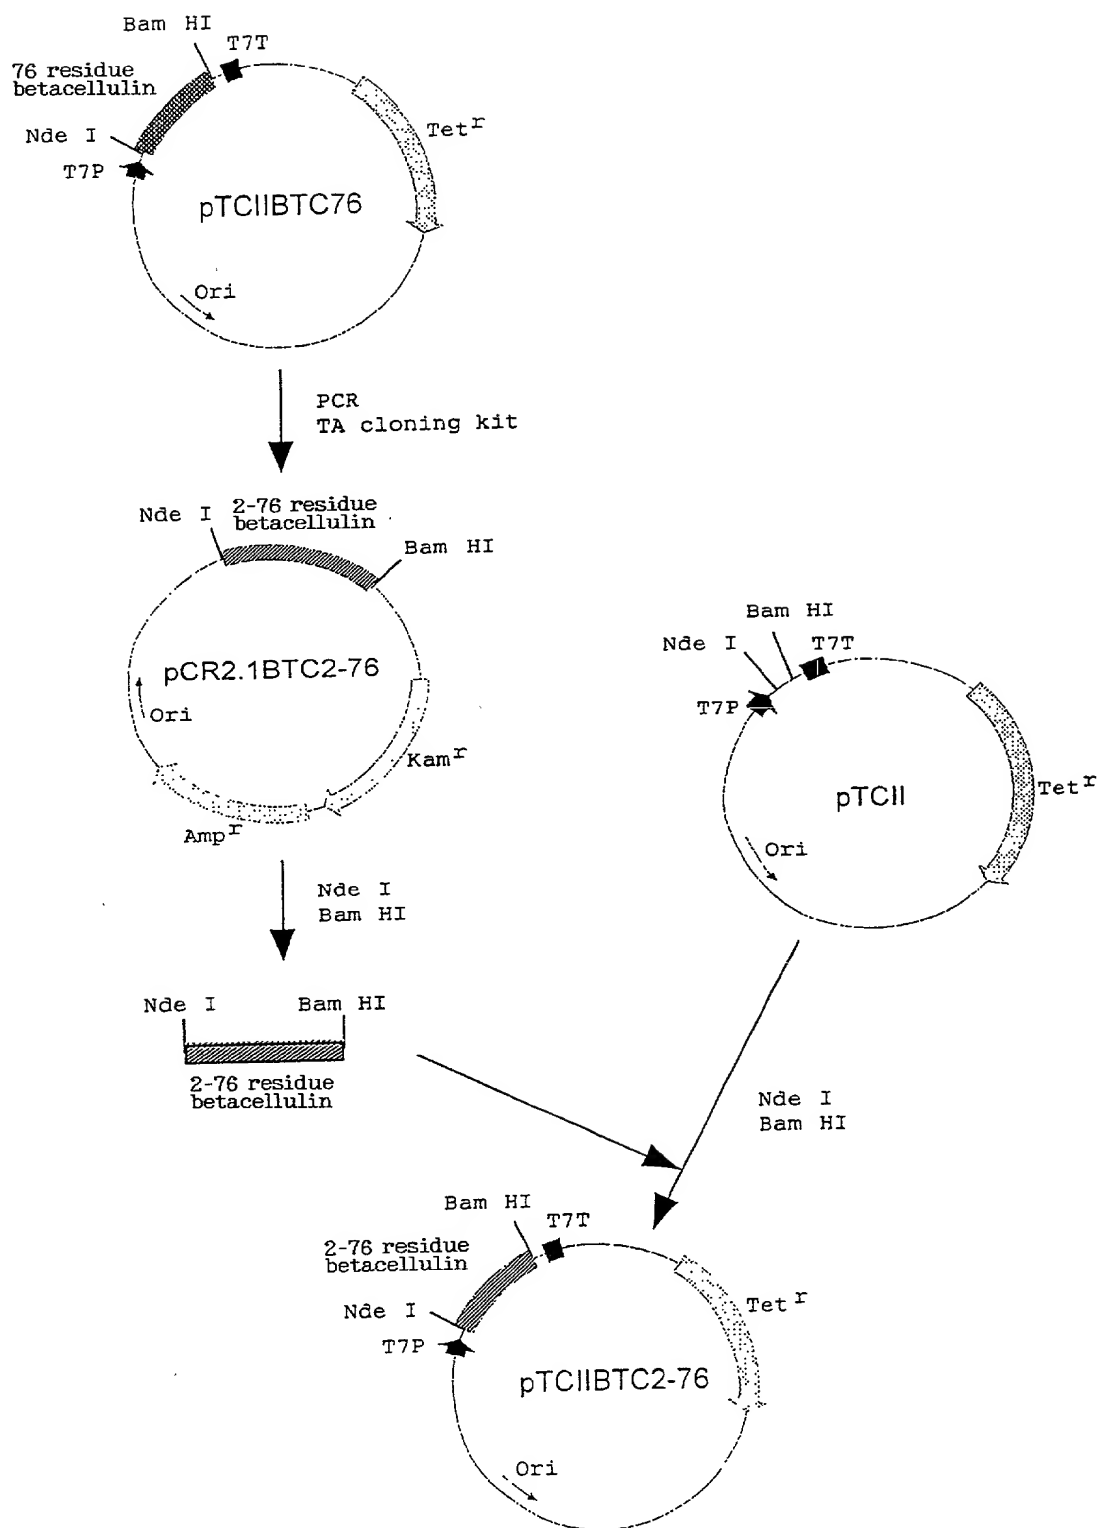 Bam HI
T7T
76 residue
betacellulin
Nde I
T7P
Tet r
pTCIIBTC76
Ori
PCR
TA cloning kit
2-76 residue
betacellulin
Nde I
Bam HI
pCR2.1BTC2-76
Ori
Kam r
Amp r
Nde I
Bam HI
Bam HI
Nde I
T7T
T7P
Tet r
pTCII
Ori
Nde I
Bam HI
2-76 residue
betacellulin
Nde I
Bam HI
Bam HI
T7T
2-76 residue
betacellulin
Nde I
T7P
Tet r
pTCIIBTC2-76
Ori